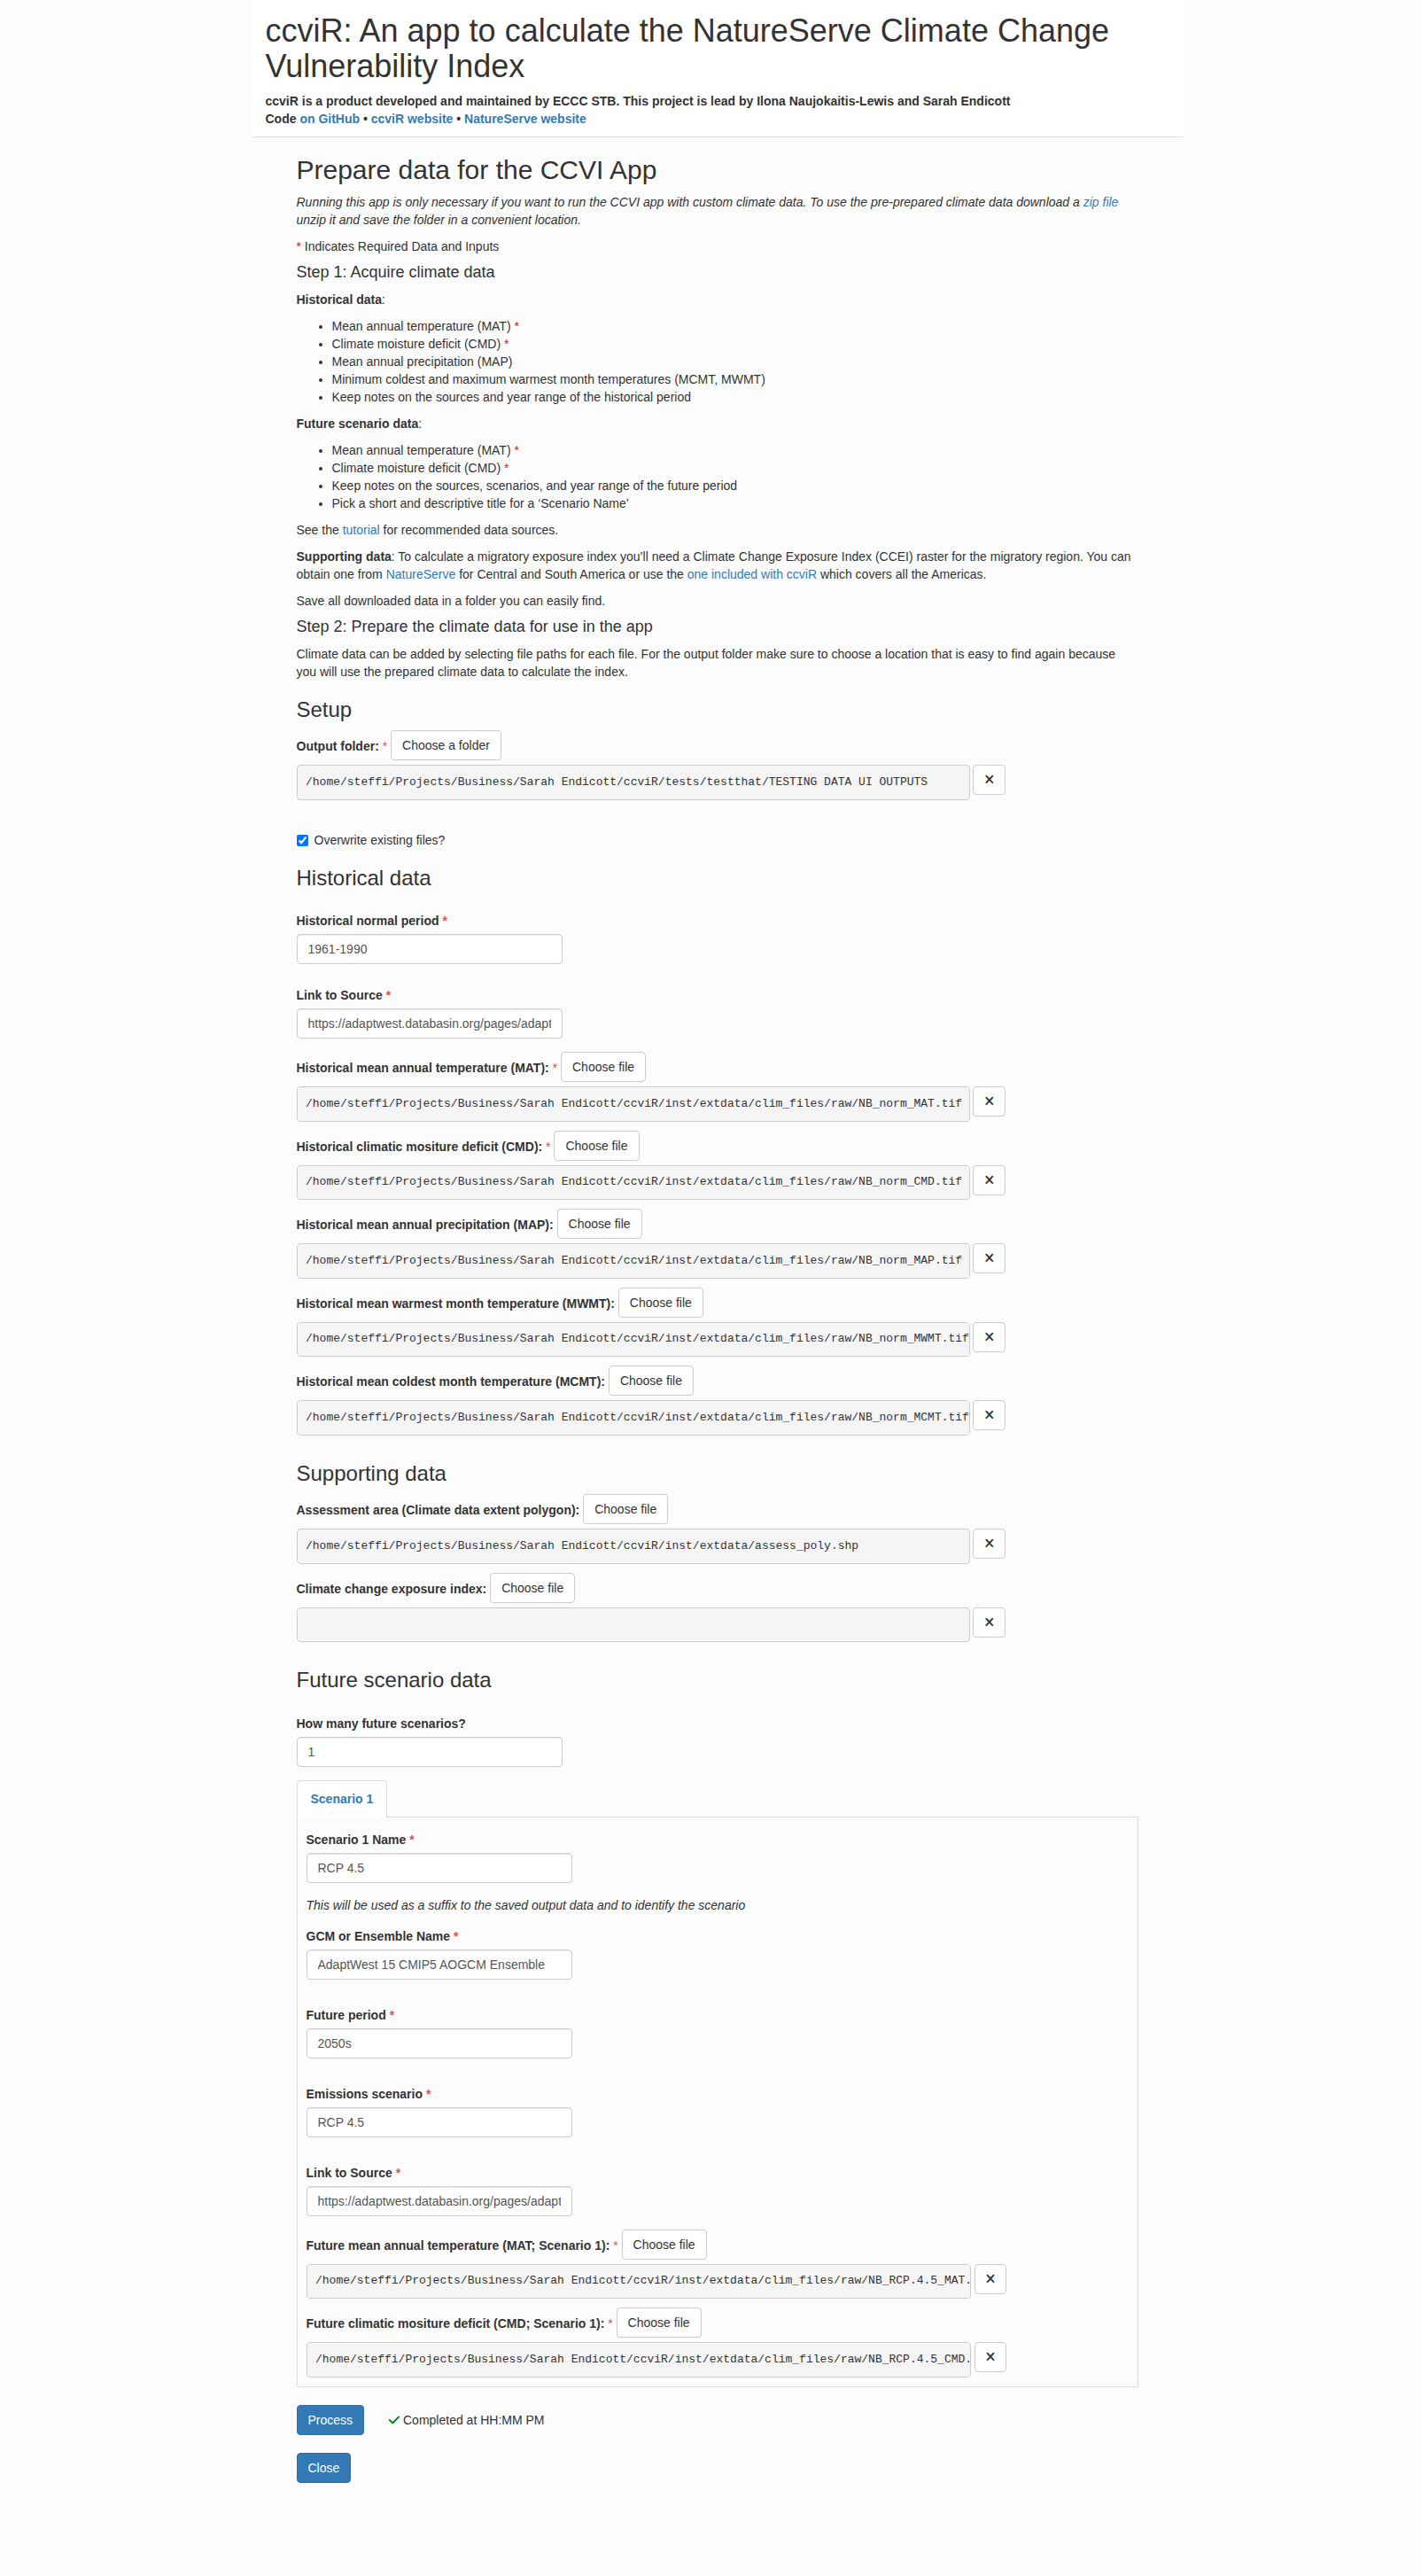 ccviR: An app to calculate the NatureServe Climate Change
Vulnerability Index
ccviR is a product developed and maintained by ECCC STB. This project is lead by Ilona Naujokaitis-Lewis and Sarah Endicott
Code on GitHub • ccviR website • NatureServe website
Prepare data for the CCVI App
Running this app is only necessary if you want to run the CCVI app with custom climate data. To use the pre-prepared climate data download a zip file
unzip it and save the folder in a convenient location.
* Indicates Required Data and Inputs
Step 1: Acquire climate data
Historical data:
• Mean annual temperature (MAT) *
• Climate moisture deficit (CMD) *
• Mean annual precipitation (MAP)
• Minimum coldest and maximum warmest month temperatures (MCMT, MWMT)
• Keep notes on the sources and year range of the historical period
Future scenario data:
• Mean annual temperature (MAT) *
• Climate moisture deficit (CMD) *
• Keep notes on the sources, scenarios, and year range of the future period
• Pick a short and descriptive title for a ‘Scenario Name’
See the tutorial for recommended data sources.
Supporting data: To calculate a migratory exposure index you’ll need a Climate Change Exposure Index (CCEI) raster for the migratory region. You can
obtain one from NatureServe for Central and South America or use the one included with ccviR which covers all the Americas.
Save all downloaded data in a folder you can easily find.
Step 2: Prepare the climate data for use in the app
Climate data can be added by selecting file paths for each file. For the output folder make sure to choose a location that is easy to find again because
you will use the prepared climate data to calculate the index.
Setup
Output folder: * Choose a folder
/home/steffi/Projects/Business/Sarah Endicott/ccviR/tests/testthat/TESTING DATA UI OUTPUTS
Overwrite existing files?
Historical data
Historical normal period *
1961-1990
Link to Source *
https://adaptwest.databasin.org/pages/adapt
Historical mean annual temperature (MAT): * Choose file
/home/steffi/Projects/Business/Sarah Endicott/ccviR/inst/extdata/clim_files/raw/NB_norm_MAT.tif
Historical climatic mositure deficit (CMD): * Choose file
/home/steffi/Projects/Business/Sarah Endicott/ccviR/inst/extdata/clim_files/raw/NB_norm_CMD.tif
Historical mean annual precipitation (MAP): Choose file
/home/steffi/Projects/Business/Sarah Endicott/ccviR/inst/extdata/clim_files/raw/NB_norm_MAP.tif
Historical mean warmest month temperature (MWMT): Choose file
/home/steffi/Projects/Business/Sarah Endicott/ccviR/inst/extdata/clim_files/raw/NB_norm_MWMT.tif
Historical mean coldest month temperature (MCMT): Choose file
/home/steffi/Projects/Business/Sarah Endicott/ccviR/inst/extdata/clim_files/raw/NB_norm_MCMT.tif
Supporting data
Assessment area (Climate data extent polygon): Choose file
/home/steffi/Projects/Business/Sarah Endicott/ccviR/inst/extdata/assess_poly.shp
Climate change exposure index: Choose file
Future scenario data
How many future scenarios?
1
Scenario 1
Scenario 1 Name *
RCP 4.5
This will be used as a suffix to the saved output data and to identify the scenario
GCM or Ensemble Name *
AdaptWest 15 CMIP5 AOGCM Ensemble
Future period *
2050s
Emissions scenario *
RCP 4.5
Link to Source *
https://adaptwest.databasin.org/pages/adapt
Future mean annual temperature (MAT; Scenario 1): * Choose file
/home/steffi/Projects/Business/Sarah Endicott/ccviR/inst/extdata/clim_files/raw/NB_RCP.4.5_MAT.
Future climatic mositure deficit (CMD; Scenario 1): * Choose file
/home/steffi/Projects/Business/Sarah Endicott/ccviR/inst/extdata/clim_files/raw/NB_RCP.4.5_CMD.
Process Completed at HH:MM PM
Close